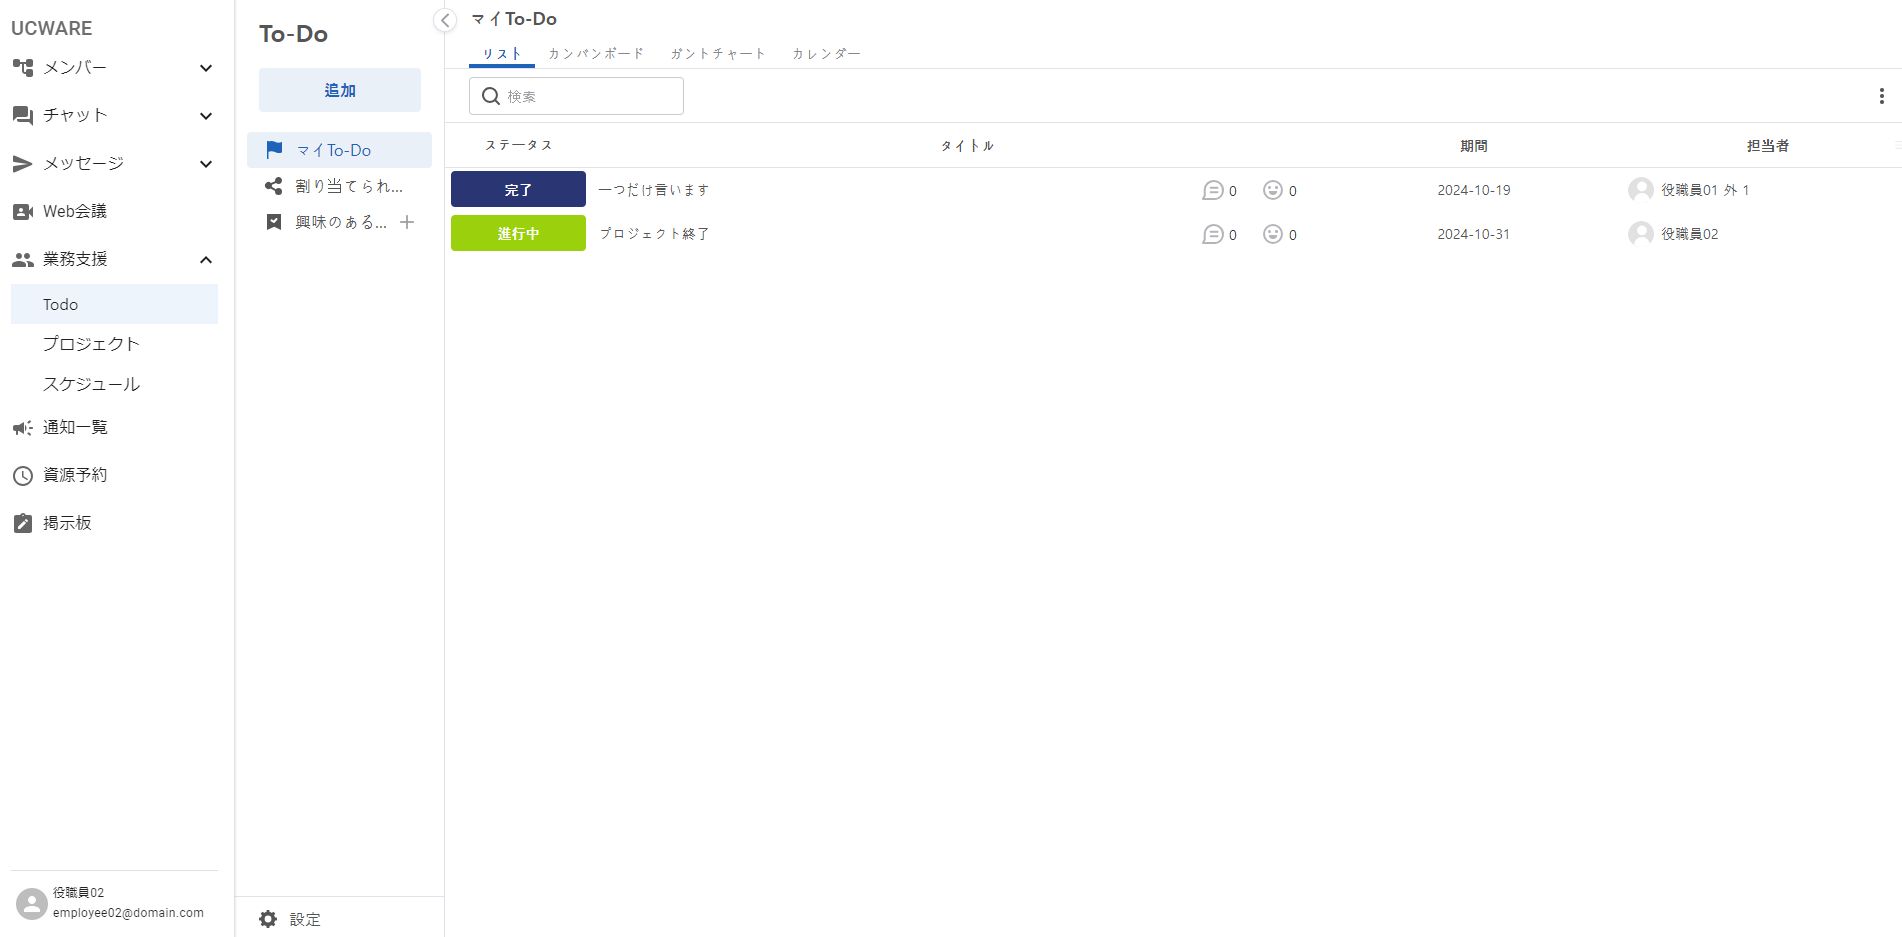 UCWARE
メンバー
チャット
メッセージ
Web会議
業務支援
Todo
プロジェクト
スケジュール
通知一覧
資源予約
掲示板
役職員02
employee02@domain.com
To-Do
追加
マイTo-Do
割り当てられ...
興味のある...
設定
マイTo-Do
リスト カンバンボード ガントチャート カレンダー
検索
ステータス タイトル 期間 担当者
完了 一つだけ言います 0 0 2024-10-19 役職員01 外 1
進行中 プロジェクト終了 0 0 2024-10-31 役職員02